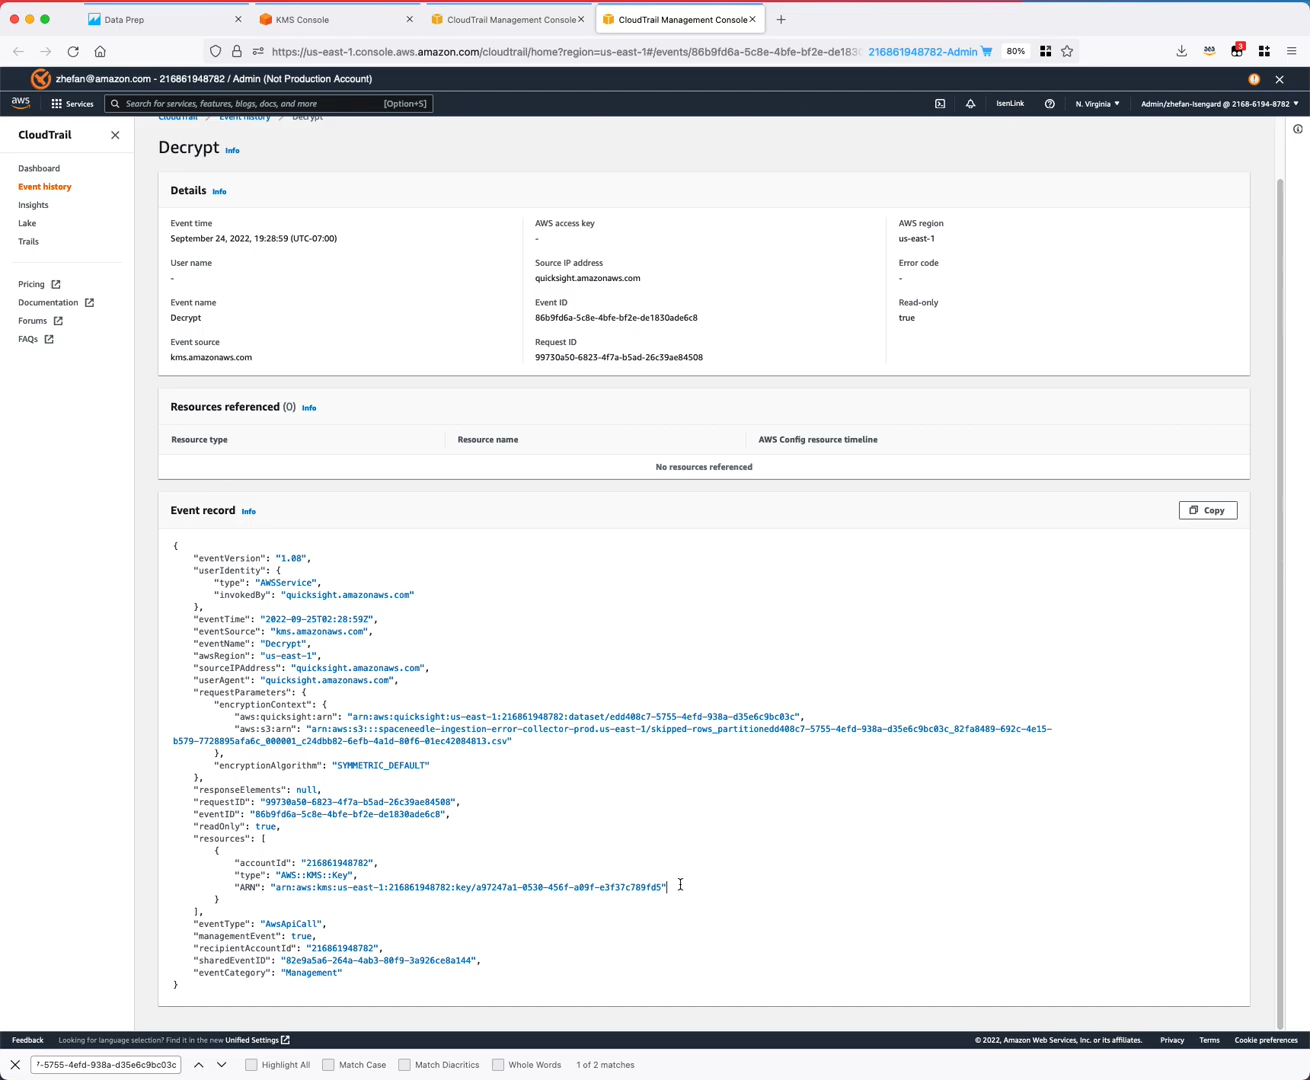 Data Prep
KMS Console
CloudTrail Management Console
CloudTrail Management Console
https://us-east-1.console.aws.amazon.com/cloudtrail/home?region=us-east-1#/events/86b9fd6a-5c8e-4bfe-bf2e-de183
216861948782-Admin
80%
3
zhefan@amazon.com - 216861948782 / Admin (Not Production Account)
aws
Services
Search for services, features, blogs, docs, and more
[Option+S]
IsenLink
N. Virginia
Admin/zhefan-Isengard @ 2168-6194-8782
CloudTrail
Dashboard
Event history
Insights
Lake
Trails
Pricing
Documentation
Forums
FAQs
CloudTrail > Event history > Decrypt
Decrypt Info
Details Info
Event time
September 24, 2022, 19:28:59 (UTC-07:00)
User name
-
Event name
Decrypt
Event source
kms.amazonaws.com
AWS access key
-
Source IP address
quicksight.amazonaws.com
Event ID
86b9fd6a-5c8e-4bfe-bf2e-de1830ade6c8
Request ID
99730a50-6823-4f7a-b5ad-26c39ae84508
AWS region
us-east-1
Error code
-
Read-only
true
Resources referenced (0) Info
Resource type
Resource name
AWS Config resource timeline
No resources referenced
Event record Info
Copy
{
"eventVersion": "1.08",
"userIdentity": {
"type": "AWSService",
"invokedBy": "quicksight.amazonaws.com"
},
"eventTime": "2022-09-25T02:28:59Z",
"eventSource": "kms.amazonaws.com",
"eventName": "Decrypt",
"awsRegion": "us-east-1",
"sourceIPAddress": "quicksight.amazonaws.com",
"userAgent": "quicksight.amazonaws.com",
"requestParameters": {
"encryptionContext": {
"aws:quicksight:arn": "arn:aws:quicksight:us-east-1:216861948782:dataset/edd408c7-5755-4efd-938a-d35e6c9bc03c",
"aws:s3:arn": "arn:aws:s3:::spaceneedle-ingestion-error-collector-prod.us-east-1/skipped-rows_partitionedd408c7-5755-4efd-938a-d35e6c9bc03c_82fa8489-692c-4e15-
b579-7728895afa6c_000001_c24dbb82-6efb-4a1d-80f6-01ec42084813.csv"
},
"encryptionAlgorithm": "SYMMETRIC_DEFAULT"
},
"responseElements": null,
"requestID": "99730a50-6823-4f7a-b5ad-26c39ae84508",
"eventID": "86b9fd6a-5c8e-4bfe-bf2e-de1830ade6c8",
"readOnly": true,
"resources": [
{
"accountId": "216861948782",
"type": "AWS::KMS::Key",
"ARN": "arn:aws:kms:us-east-1:216861948782:key/a97247a1-0530-456f-a09f-e3f37c789fd5"
}
],
"eventType": "AwsApiCall",
"managementEvent": true,
"recipientAccountId": "216861948782",
"sharedEventID": "82e9a5a6-264a-4ab3-80f9-3a926ce8a144",
"eventCategory": "Management"
}
Feedback
Looking for language selection? Find it in the new Unified Settings
© 2022, Amazon Web Services, Inc. or its affiliates.
Privacy
Terms
Cookie preferences
-5755-4efd-938a-d35e6c9bc03c
Highlight All
Match Case
Match Diacritics
Whole Words
1 of 2 matches